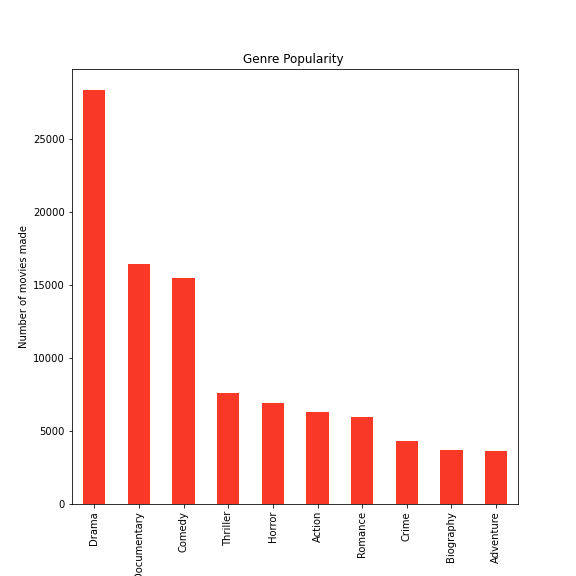 Genre Popularity
Number of movies made
25000
20000
15000
10000
5000
0
Drama
Documentary
Comedy
Thriller
Horror
Action
Romance
Crime
Biography
Adventure